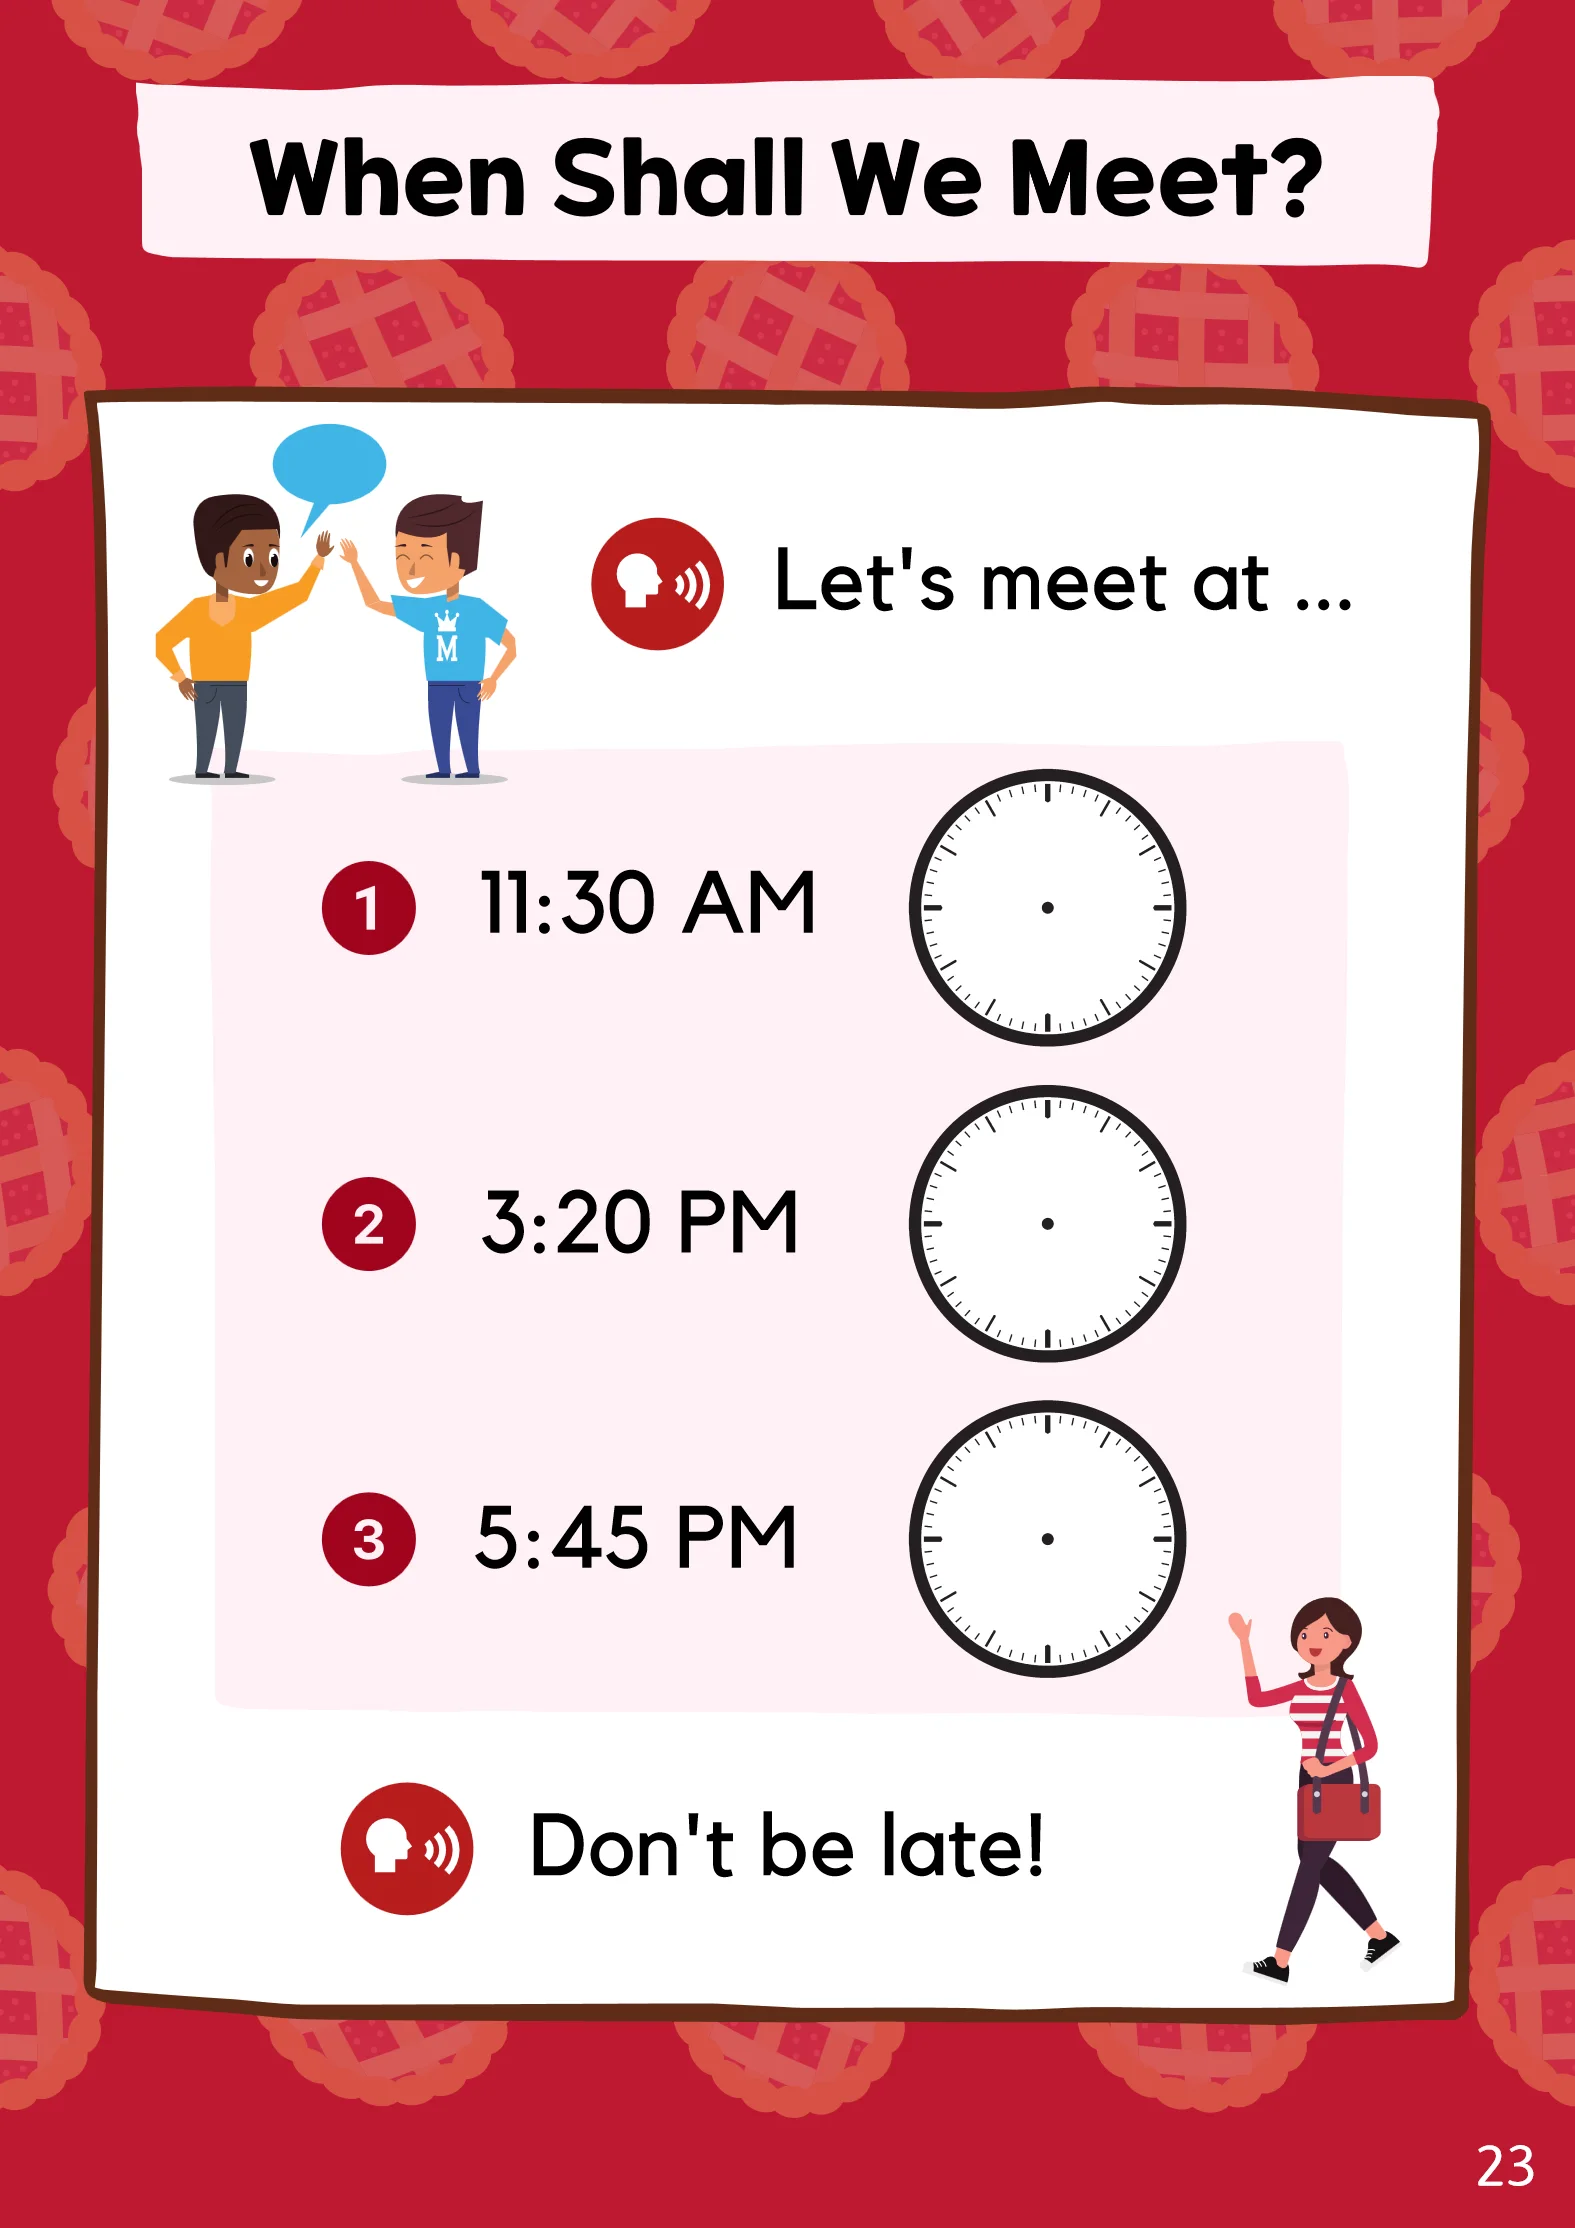 When Shall We Meet?
M
Let's meet at ...
1 11:30 AM
2 3:20 PM
3 5:45 PM
Don't be late!
23